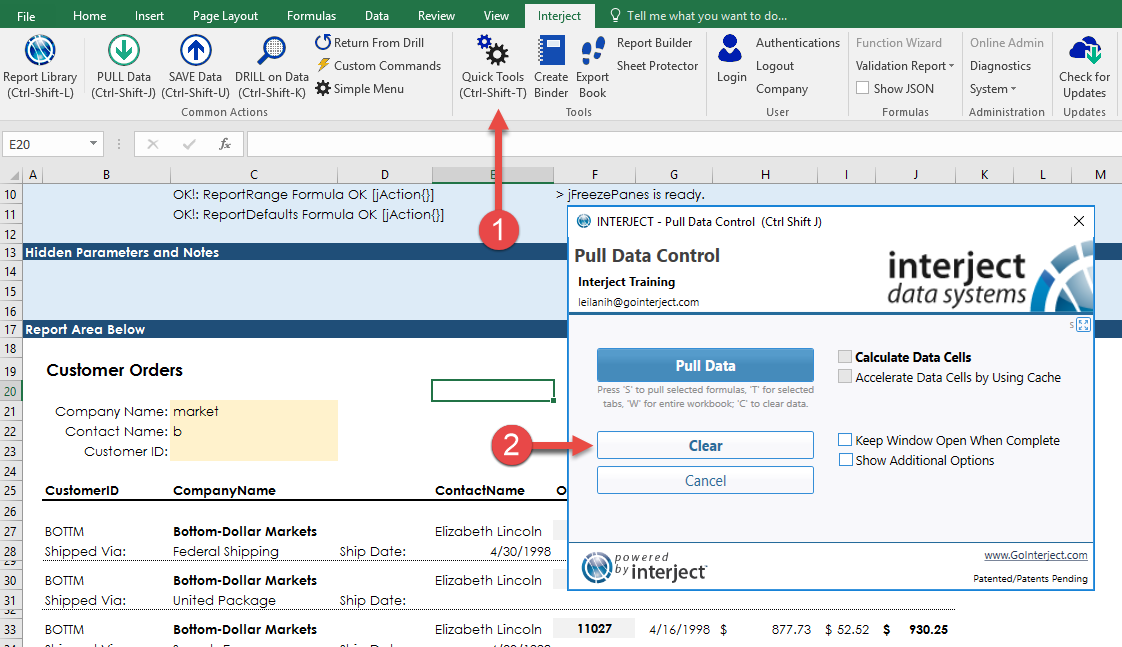 File Home Insert Page Layout Formulas Data Review View Interject Tell me what you want to do...
Report Library (Ctrl-Shift-L)
PULL Data (Ctrl-Shift-J)
SAVE Data (Ctrl-Shift-U)
DRILL on Data (Ctrl-Shift-K)
Return From Drill
Custom Commands
Simple Menu
Common Actions
Quick Tools (Ctrl-Shift-T)
Create Binder
Export Book
Report Builder
Sheet Protector
Tools
Login
Authentications
Logout
Company
User
Function Wizard
Validation Report
Show JSON
Formulas
Online Admin
Diagnostics
System
Administration
Check for Updates
Updates
E20 fx
A B C D E F G H I J K L M
10 OK!: ReportRange Formula OK [jAction{}] > jFreezePanes is ready.
11 OK!: ReportDefaults Formula OK [jAction{}]
12
13 Hidden Parameters and Notes
14
15
16
17 Report Area Below
18
19 Customer Orders
20
21 Company Name: market
22 Contact Name: b
23 Customer ID:
24
25 CustomerID CompanyName ContactName O
26
27 BOTTM Bottom-Dollar Markets Elizabeth Lincoln
28 Shipped Via: Federal Shipping Ship Date: 4/30/1998
29
30 BOTTM Bottom-Dollar Markets Elizabeth Lincoln
31 Shipped Via: United Package Ship Date:
32
33 BOTTM Bottom-Dollar Markets Elizabeth Lincoln 11027 4/16/1998 $ 877.73 $ 52.52 $ 930.25
1
2
INTERJECT - Pull Data Control (Ctrl Shift J)
Pull Data Control
Interject Training
leilanih@gointerject.com
interject
data systems
S
Pull Data
Press 'S' to pull selected formulas, 'T' for selected
tabs, 'W' for entire workbook; 'C' to clear data.
Clear
Cancel
Calculate Data Cells
Accelerate Data Cells by Using Cache
Keep Window Open When Complete
Show Additional Options
powered
by interject
www.GoInterject.com
Patented/Patents Pending